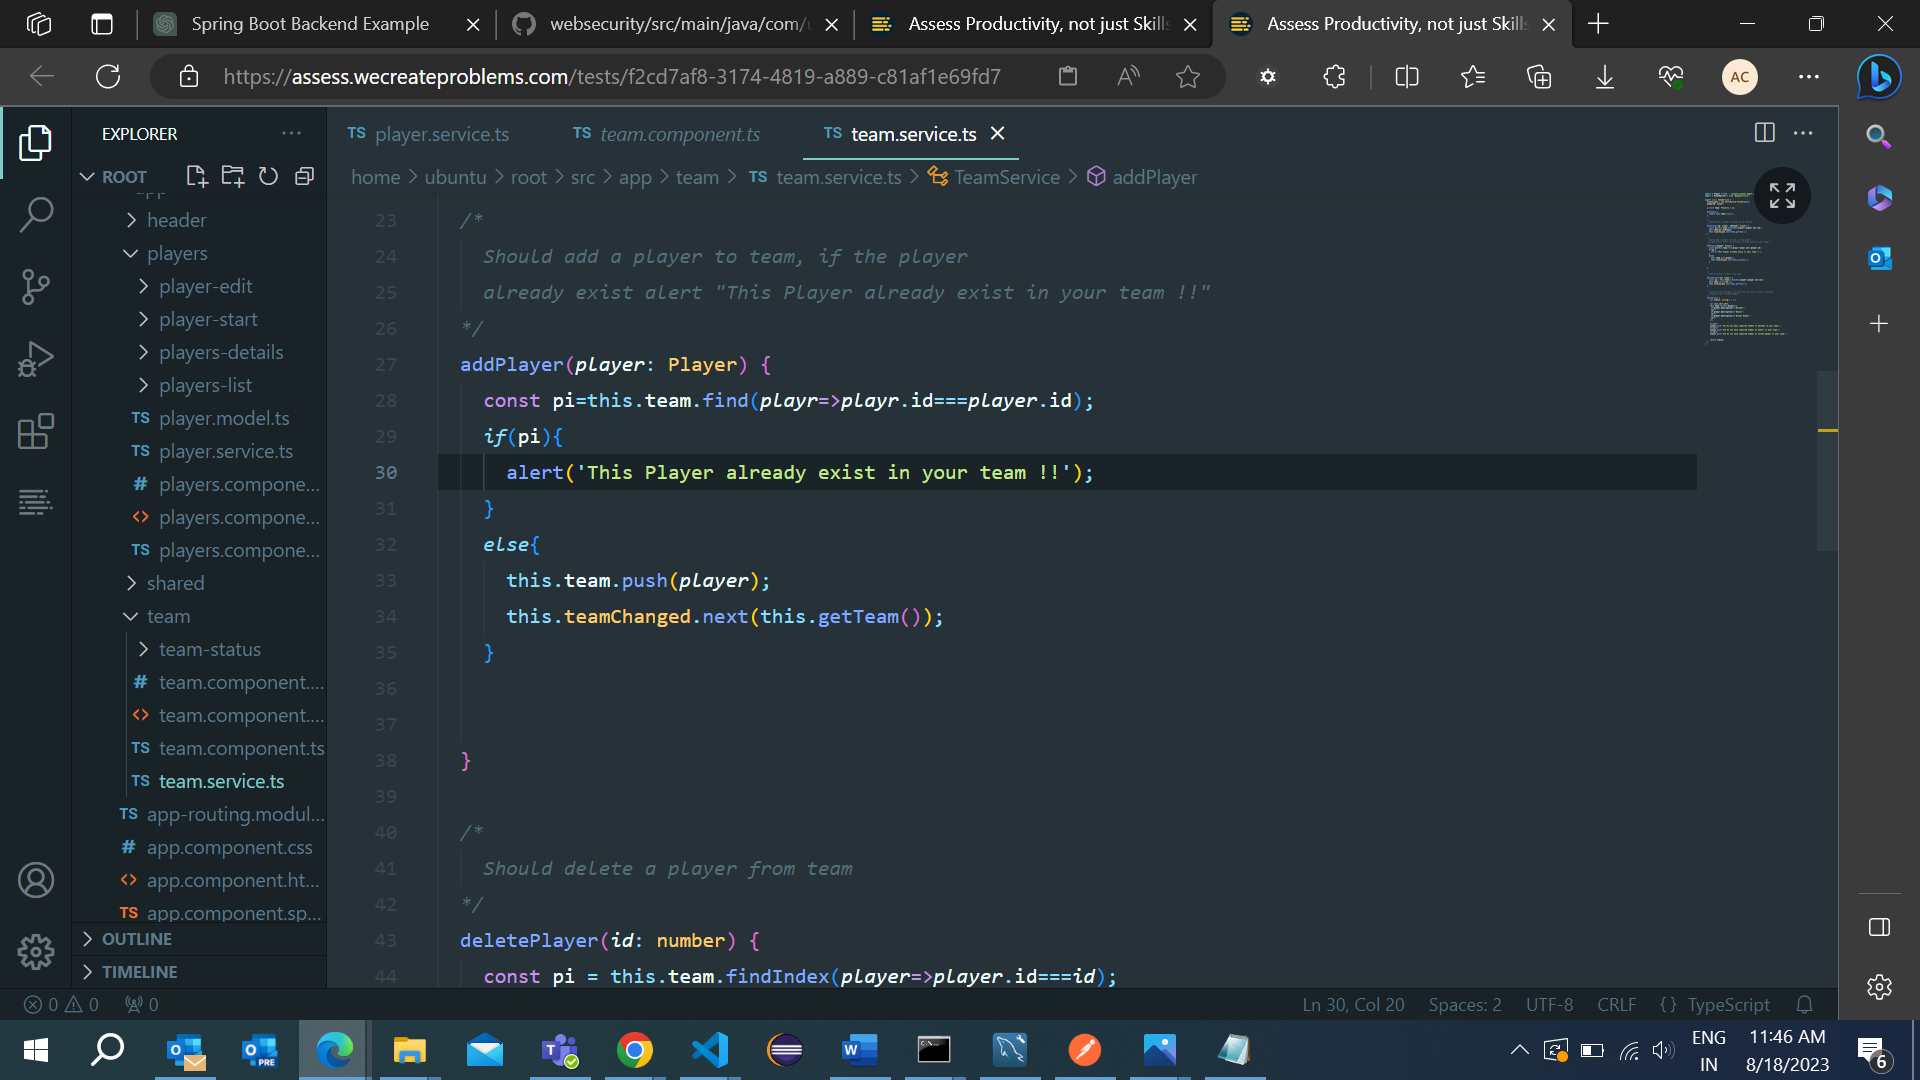 Spring Boot Backend Example
websecurity/src/main/java/com/u
Assess Productivity, not just Skills
Assess Productivity, not just Skills
https://assess.wecreateproblems.com/tests/f2cd7af8-3174-4819-a889-c81af1e69fd7
AC
EXPLORER
ROOT
header
players
player-edit
player-start
players-details
players-list
TS player.model.ts
TS player.service.ts
# players.compone...
<> players.compone...
TS players.compone...
shared
team
team-status
# team.component....
<> team.component....
TS team.component.ts
TS team.service.ts
TS app-routing.modul...
# app.component.css
<> app.component.ht...
TS app.component.sp...
OUTLINE
TIMELINE
TS player.service.ts
TS team.component.ts
TS team.service.ts
home > ubuntu > root > src > app > team > TS team.service.ts > TeamService > addPlayer
23 /*
24 Should add a player to team, if the player
25 already exist alert "This Player already exist in your team !!"
26 */
27 addPlayer(player: Player) {
28 const pi=this.team.find(playr=>playr.id===player.id);
29 if(pi){
30 alert('This Player already exist in your team !!');
31 }
32 else{
33 this.team.push(player);
34 this.teamChanged.next(this.getTeam());
35 }
36
37
38 }
39
40 /*
41 Should delete a player from team
42 */
43 deletePlayer(id: number) {
44 const pi = this.team.findIndex(player=>player.id===id);
0 0 0
Ln 30, Col 20 Spaces: 2 UTF-8 CRLF {} TypeScript
PRE
ENG
IN
11:46 AM
8/18/2023
6